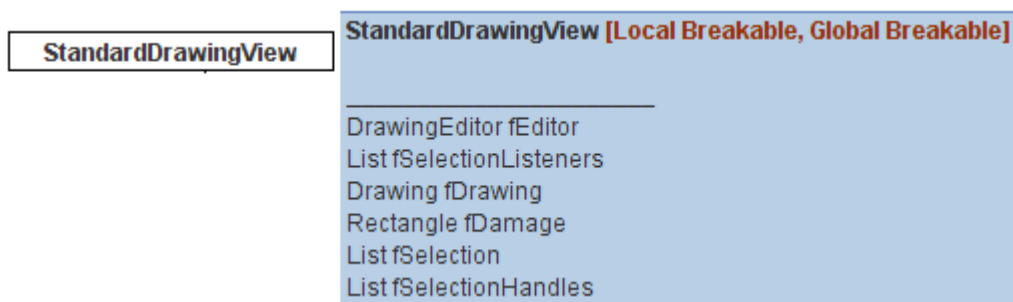 StandardDrawingView
StandardDrawingView [Local Breakable, Global Breakable]
DrawingEditor fEditor
List fSelectionListeners
Drawing fDrawing
Rectangle fDamage
List fSelection
List fSelectionHandles